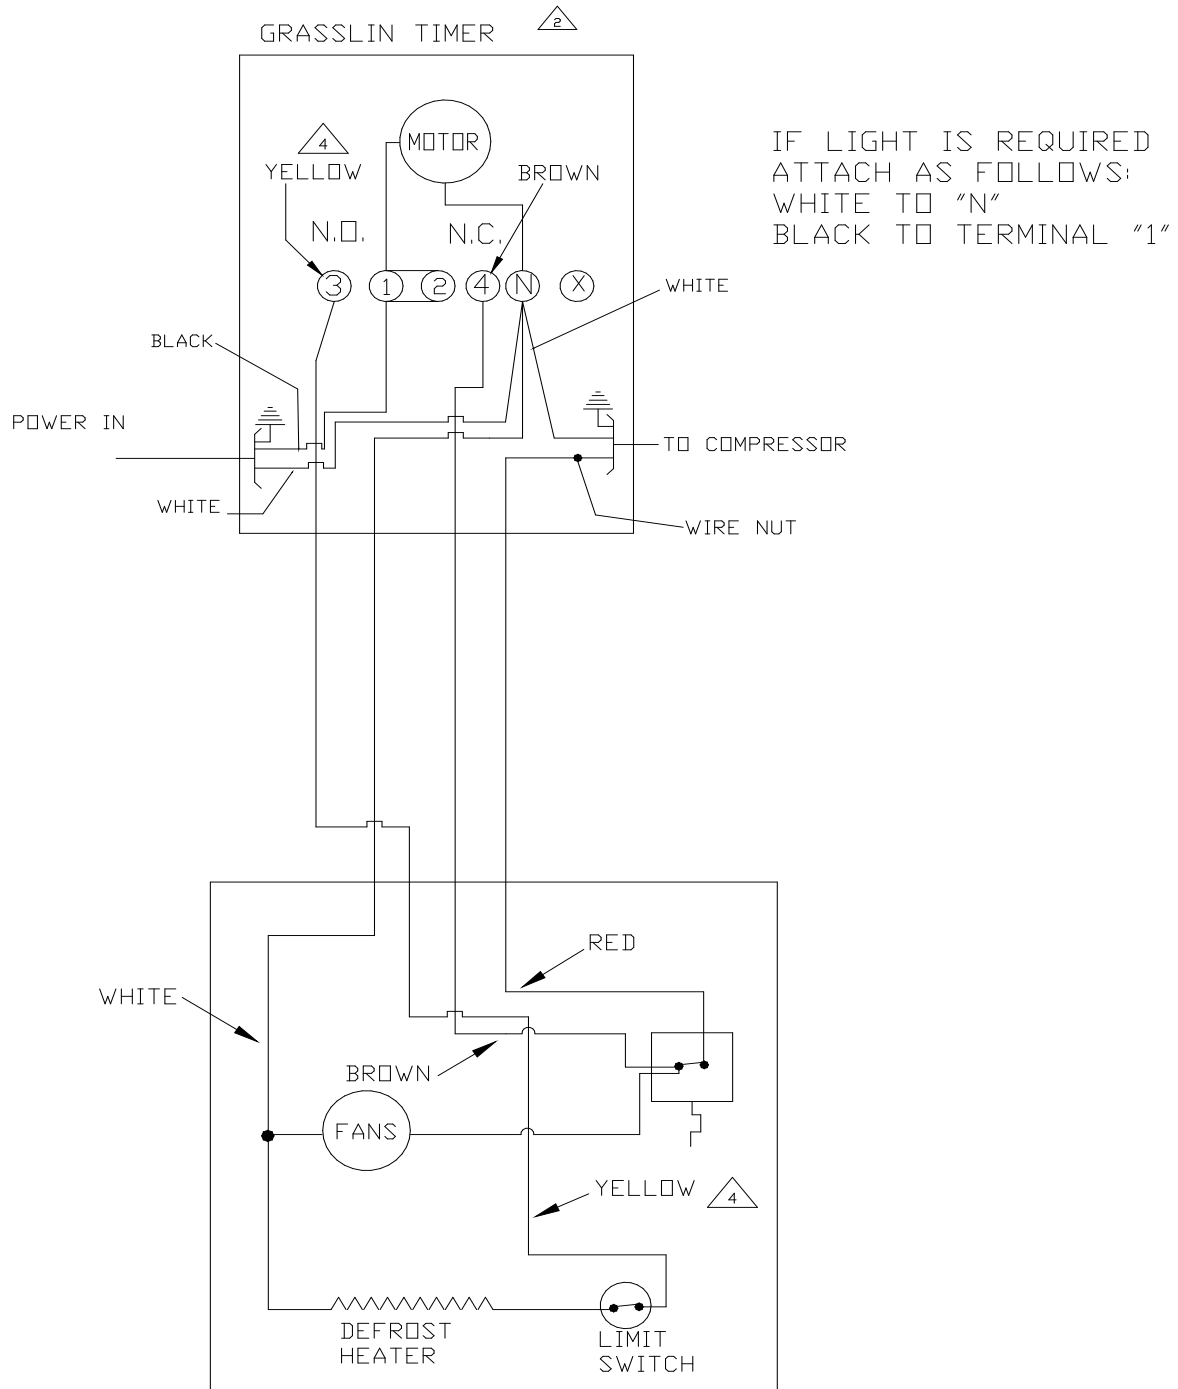 GRASSLIN TIMER
2
IF LIGHT IS REQUIRED
ATTACH AS FOLLOWS:
WHITE TO "N"
BLACK TO TERMINAL "1"
4
YELLOW
MOTOR
BROWN
N.O.
N.C.
3
1
2
4
N
X
WHITE
BLACK
POWER IN
TO COMPRESSOR
WHITE
WIRE NUT
RED
WHITE
BROWN
FANS
YELLOW
4
DEFROST
HEATER
LIMIT
SWITCH